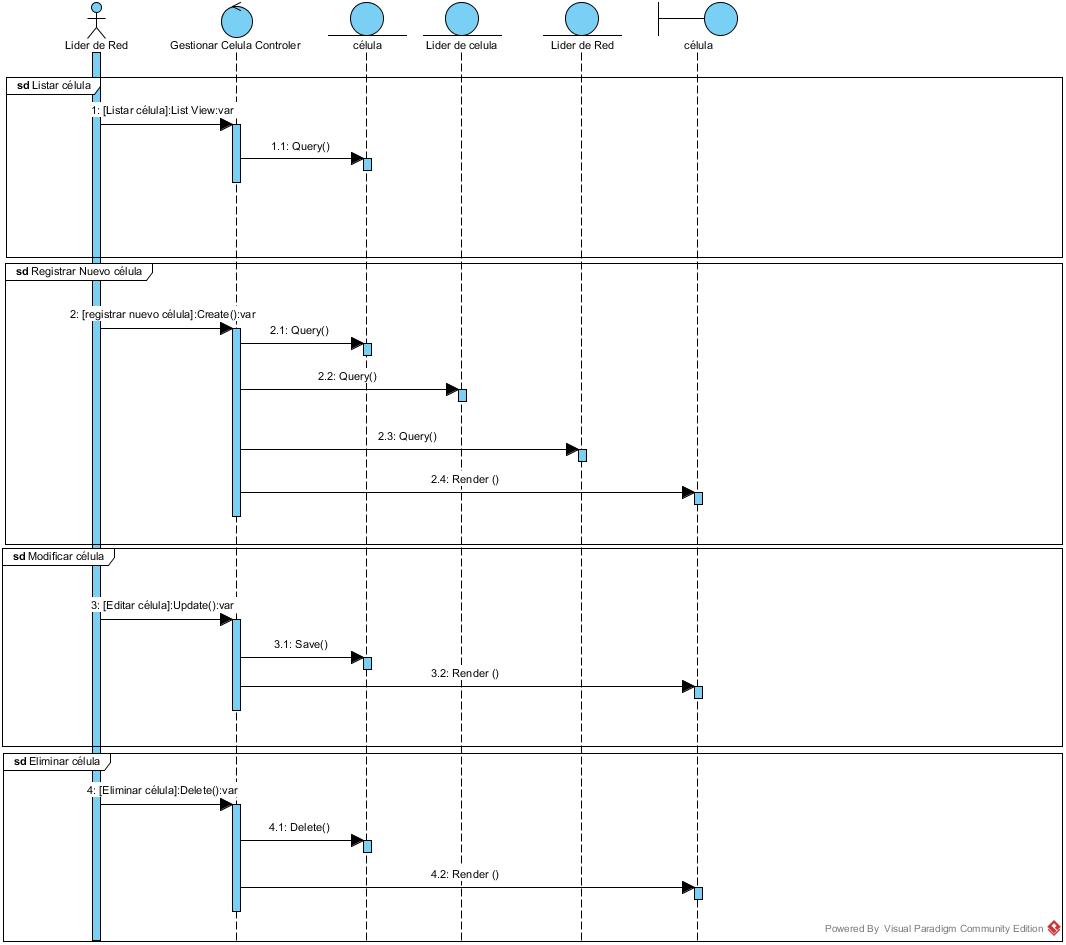 Lider de Red
Gestionar Celula Controler
célula
Lider de celula
Lider de Red
célula
sd Listar célula
1: [Listar célula]:List View:var
1.1: Query()
sd Registrar Nuevo célula
2: [registrar nuevo célula]:Create():var
2.1: Query()
2.2: Query()
2.3: Query()
2.4: Render ()
sd Modificar célula
3: [Editar célula]:Update():var
3.1: Save()
3.2: Render ()
sd Eliminar célula
4: [Eliminar célula]:Delete():var
4.1: Delete()
4.2: Render ()
Powered By Visual Paradigm Community Edition